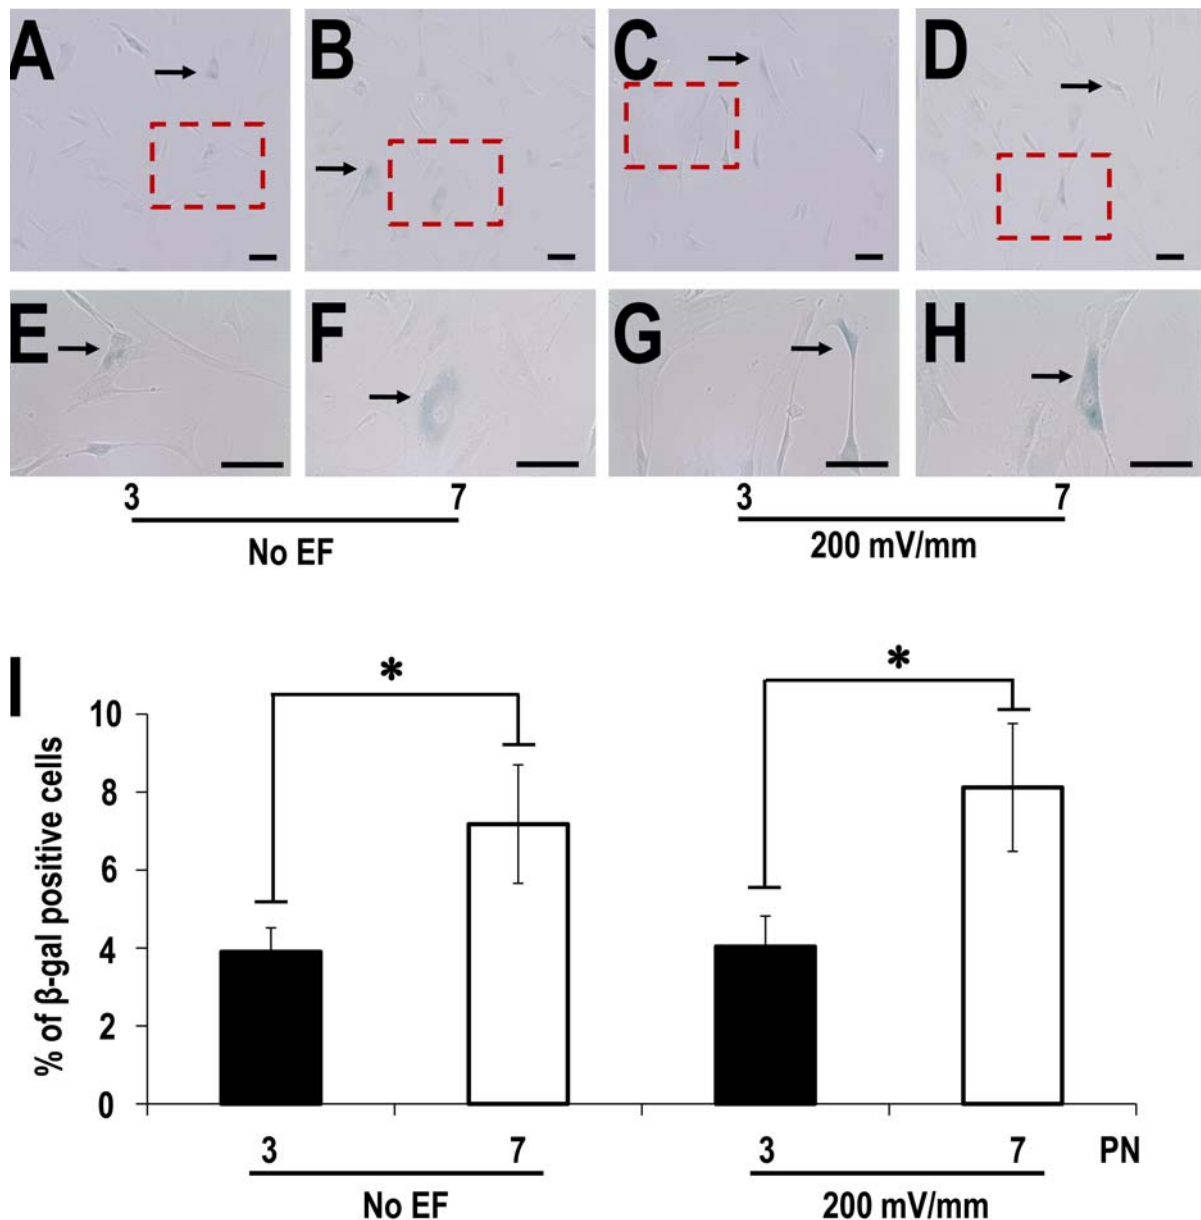 A B C D
E F G H
3 7 3 7
No EF 200 mV/mm
I
*
*
10
8
6
4
2
0
% of β-gal positive cells
3 7 3 7 PN
No EF 200 mV/mm